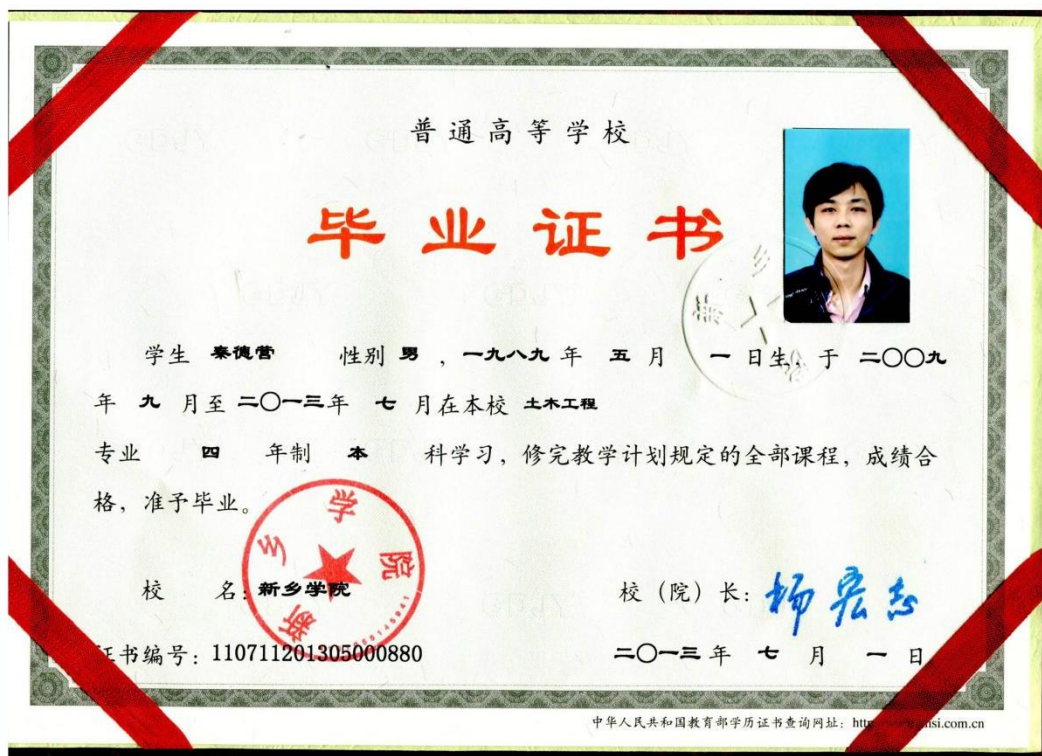 普通高等学校
毕业证书
学生 秦德营 性别 男 ，一九八九 年 五 月 一 日生，于 二〇〇九
年 九 月至 二〇一三年 七 月在本校 土木工程
专业 四 年制 本 科学习，修完教学计划规定的全部课程，成绩合
格，准予毕业。
新乡学院
校 名：新乡学院 校（院）长：杨宏志
证书编号：110711201305000880 二〇一三 年 七 月 一 日
中华人民共和国教育部学历证书查询网址：